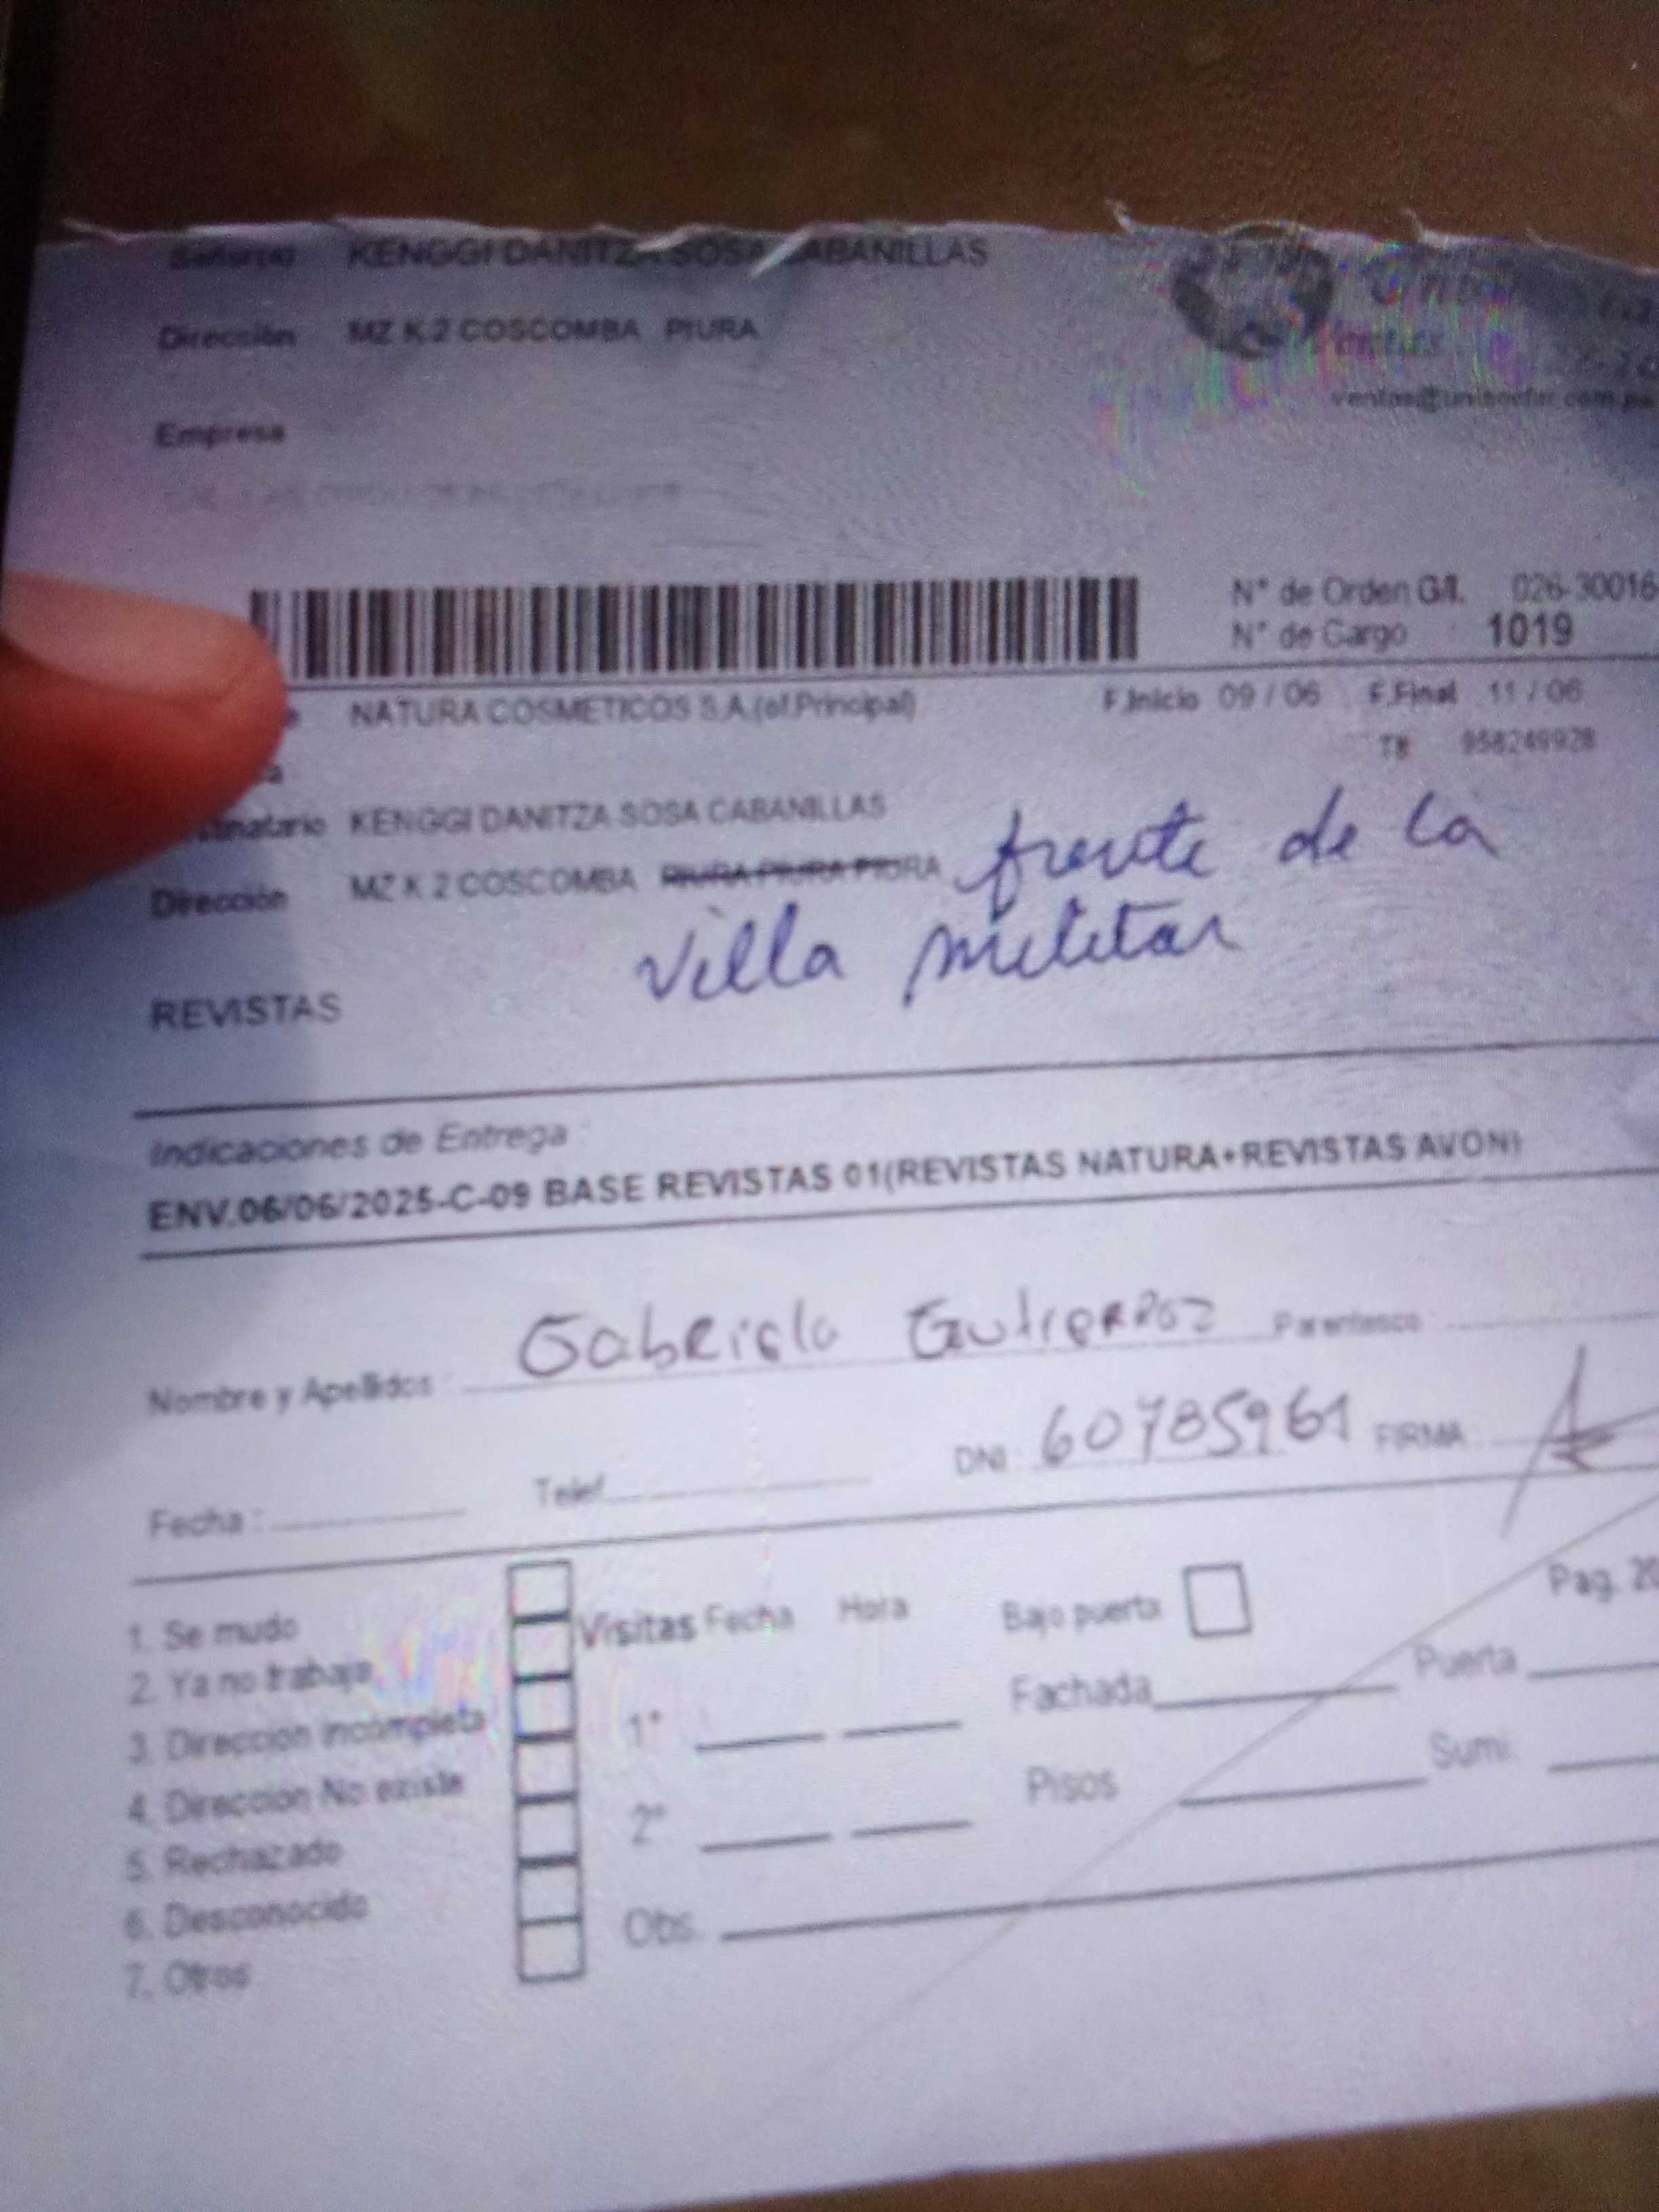 Señor(a) KENGGI DANITZA SOSA CABANILLAS
Dirección MZ K 2 COSCOMBA PIURA
Empresa
N° de Orden G/I. 026-30016
N° de Cargo 1019
NATURA COSMETICOS S.A.(of.Principal) F.Inicio 09 / 06 F.Final 11 / 06
958249928
KENGGI DANITZA SOSA CABANILLAS
Dirección MZ K 2 COSCOMBA PIURA PIURA PIURA frente de la
villa militar
REVISTAS
Indicaciones de Entrega :
ENV.06/06/2025-C-09 BASE REVISTAS 01(REVISTAS NATURA+REVISTAS AVON)
Nombre y Apellidos : Gabriela Gutierrez Parentesco :
Fecha : Telef. DNI 60785961 FIRMA
1. Se mudo
2. Ya no trabaja
3. Direccion incompleta
4. Direccion No existe
5. Rechazado
6. Desconocido
7. Otros
Visitas Fecha Hora
1°
2°
Obs.
Bajo puerta
Pag. 20
Fachada Puerta
Pisos Sumi.